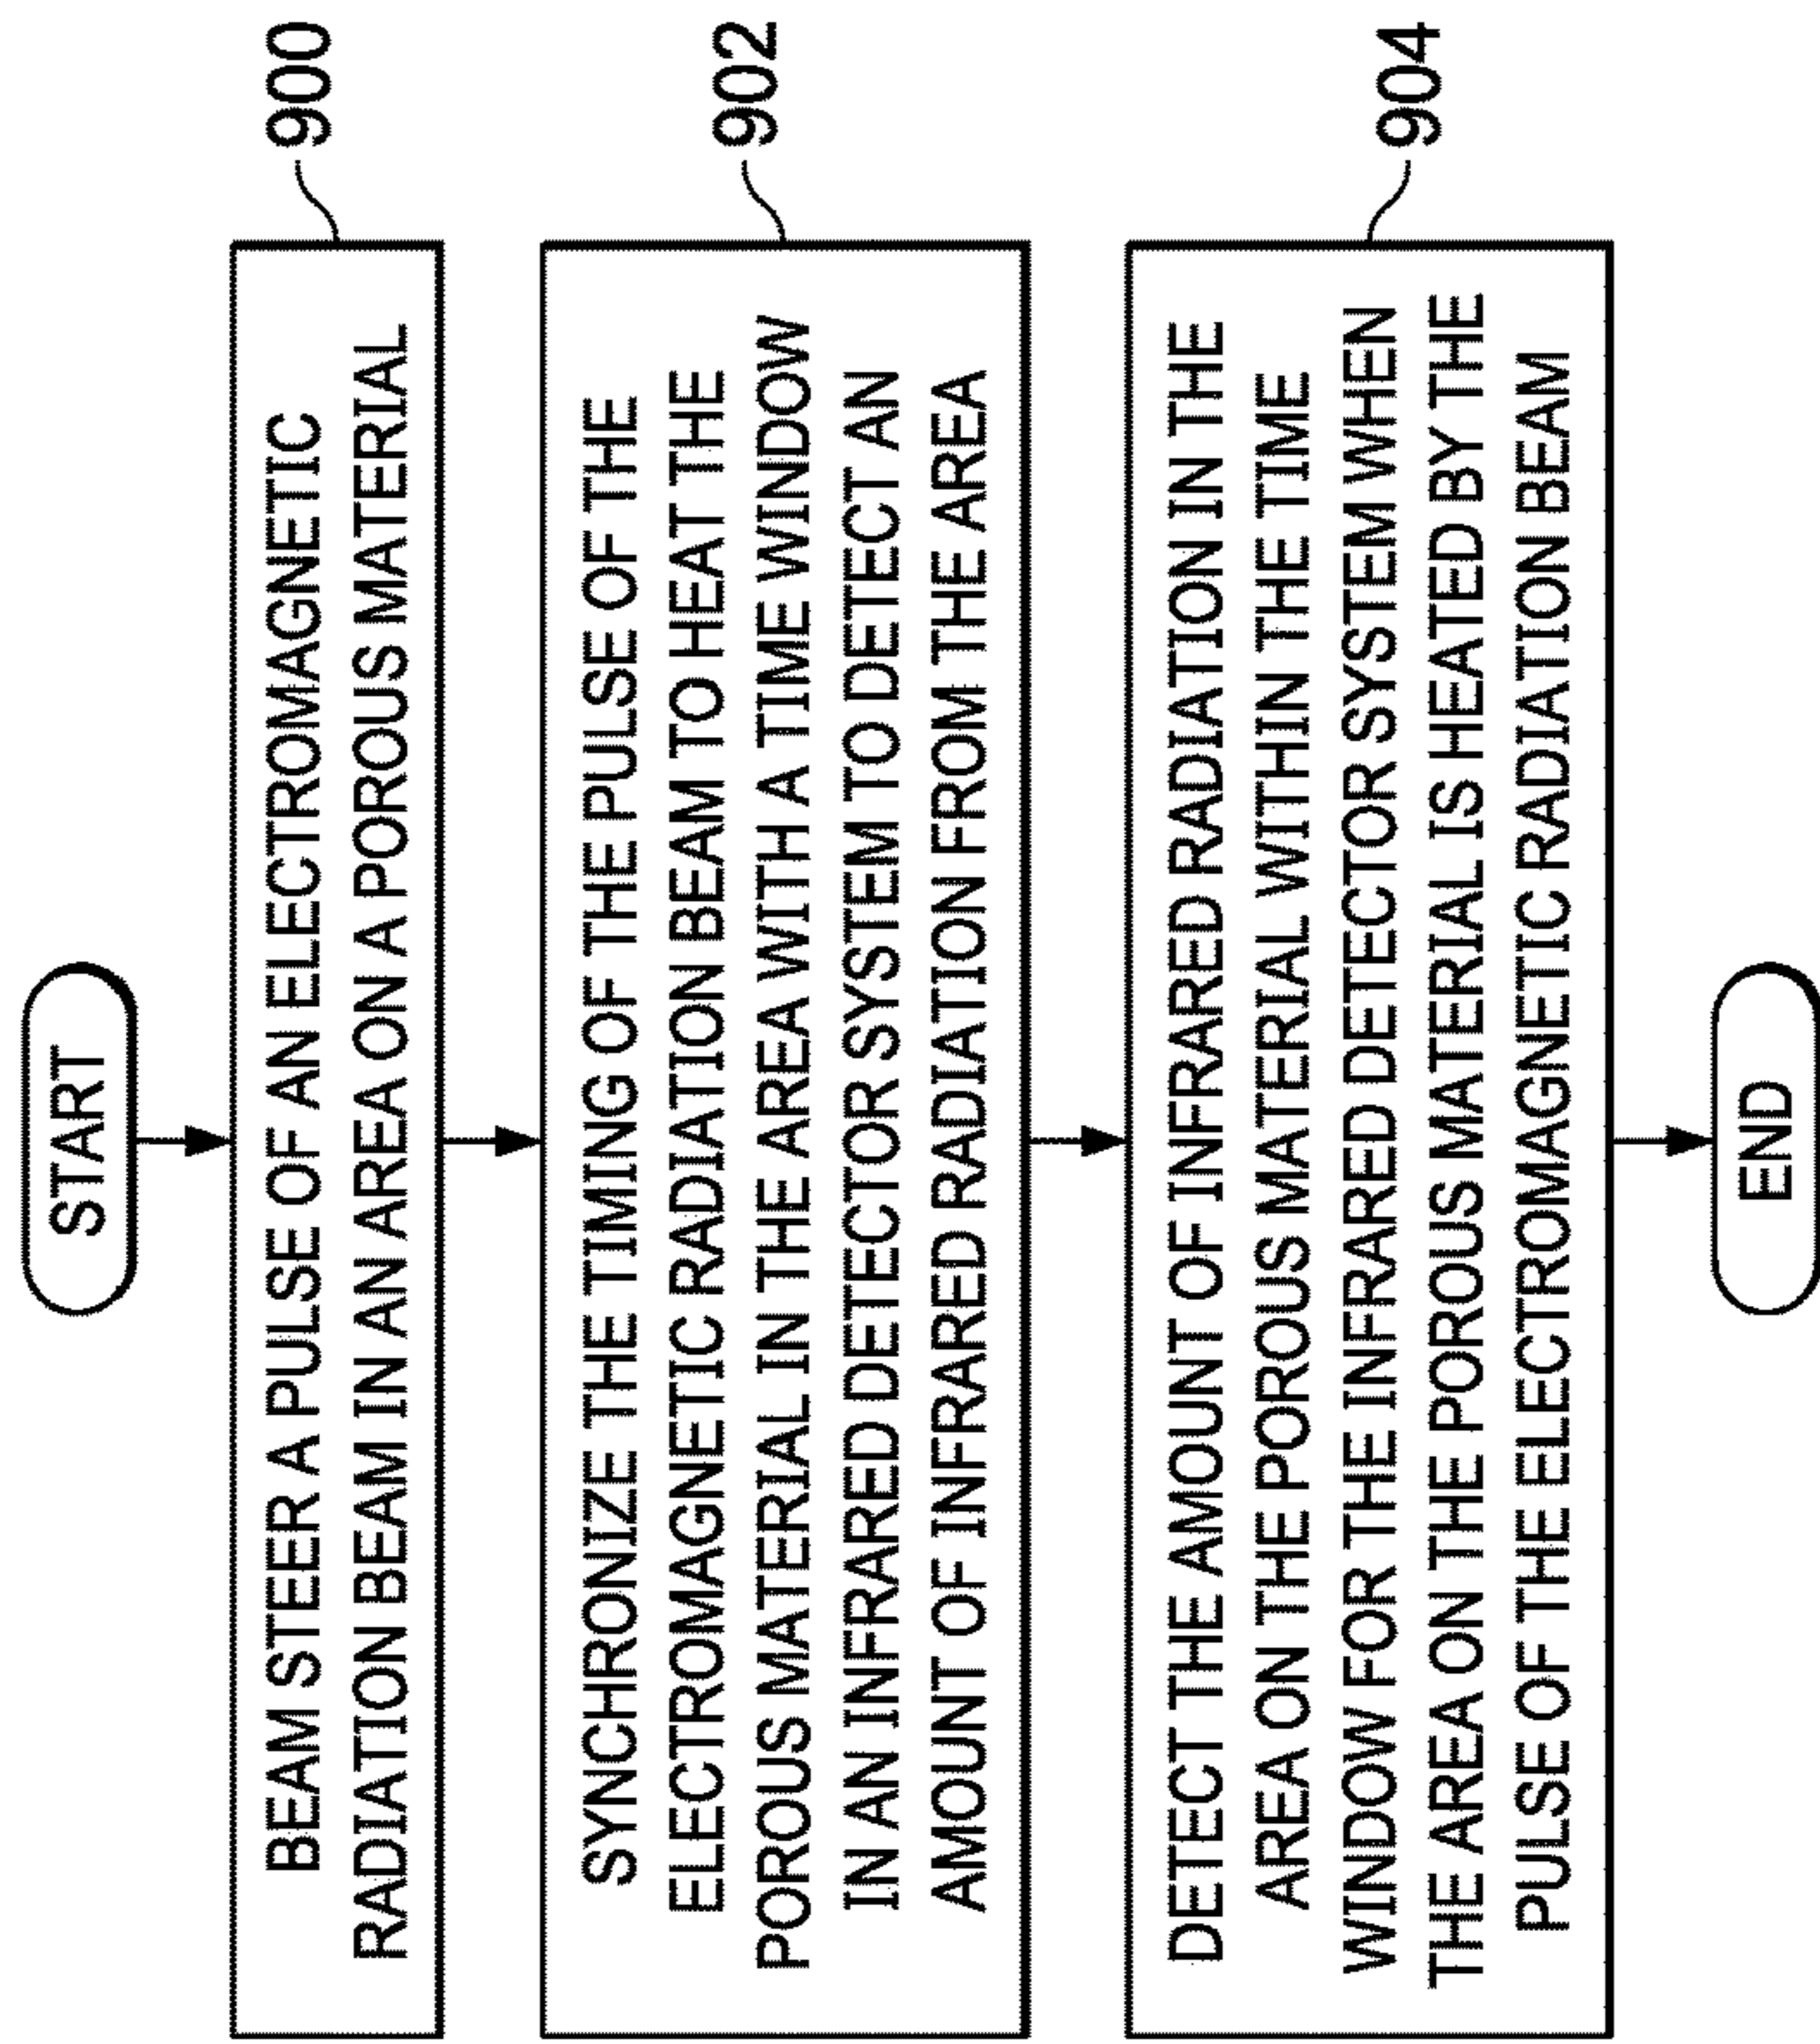 START
BEAM STEER A PULSE OF AN ELECTROMAGNETIC
RADIATION BEAM IN AN AREA ON A POROUS MATERIAL
900
SYNCHRONIZE THE TIMING OF THE PULSE OF THE
ELECTROMAGNETIC RADIATION BEAM TO HEAT THE
POROUS MATERIAL IN THE AREA WITH A TIME WINDOW
IN AN INFRARED DETECTOR SYSTEM TO DETECT AN
AMOUNT OF INFRARED RADIATION FROM THE AREA
902
DETECT THE AMOUNT OF INFRARED RADIATION IN THE
AREA ON THE POROUS MATERIAL WITHIN THE TIME
WINDOW FOR THE INFRARED DETECTOR SYSTEM WHEN
THE AREA ON THE POROUS MATERIAL IS HEATED BY THE
PULSE OF THE ELECTROMAGNETIC RADIATION BEAM
904
END